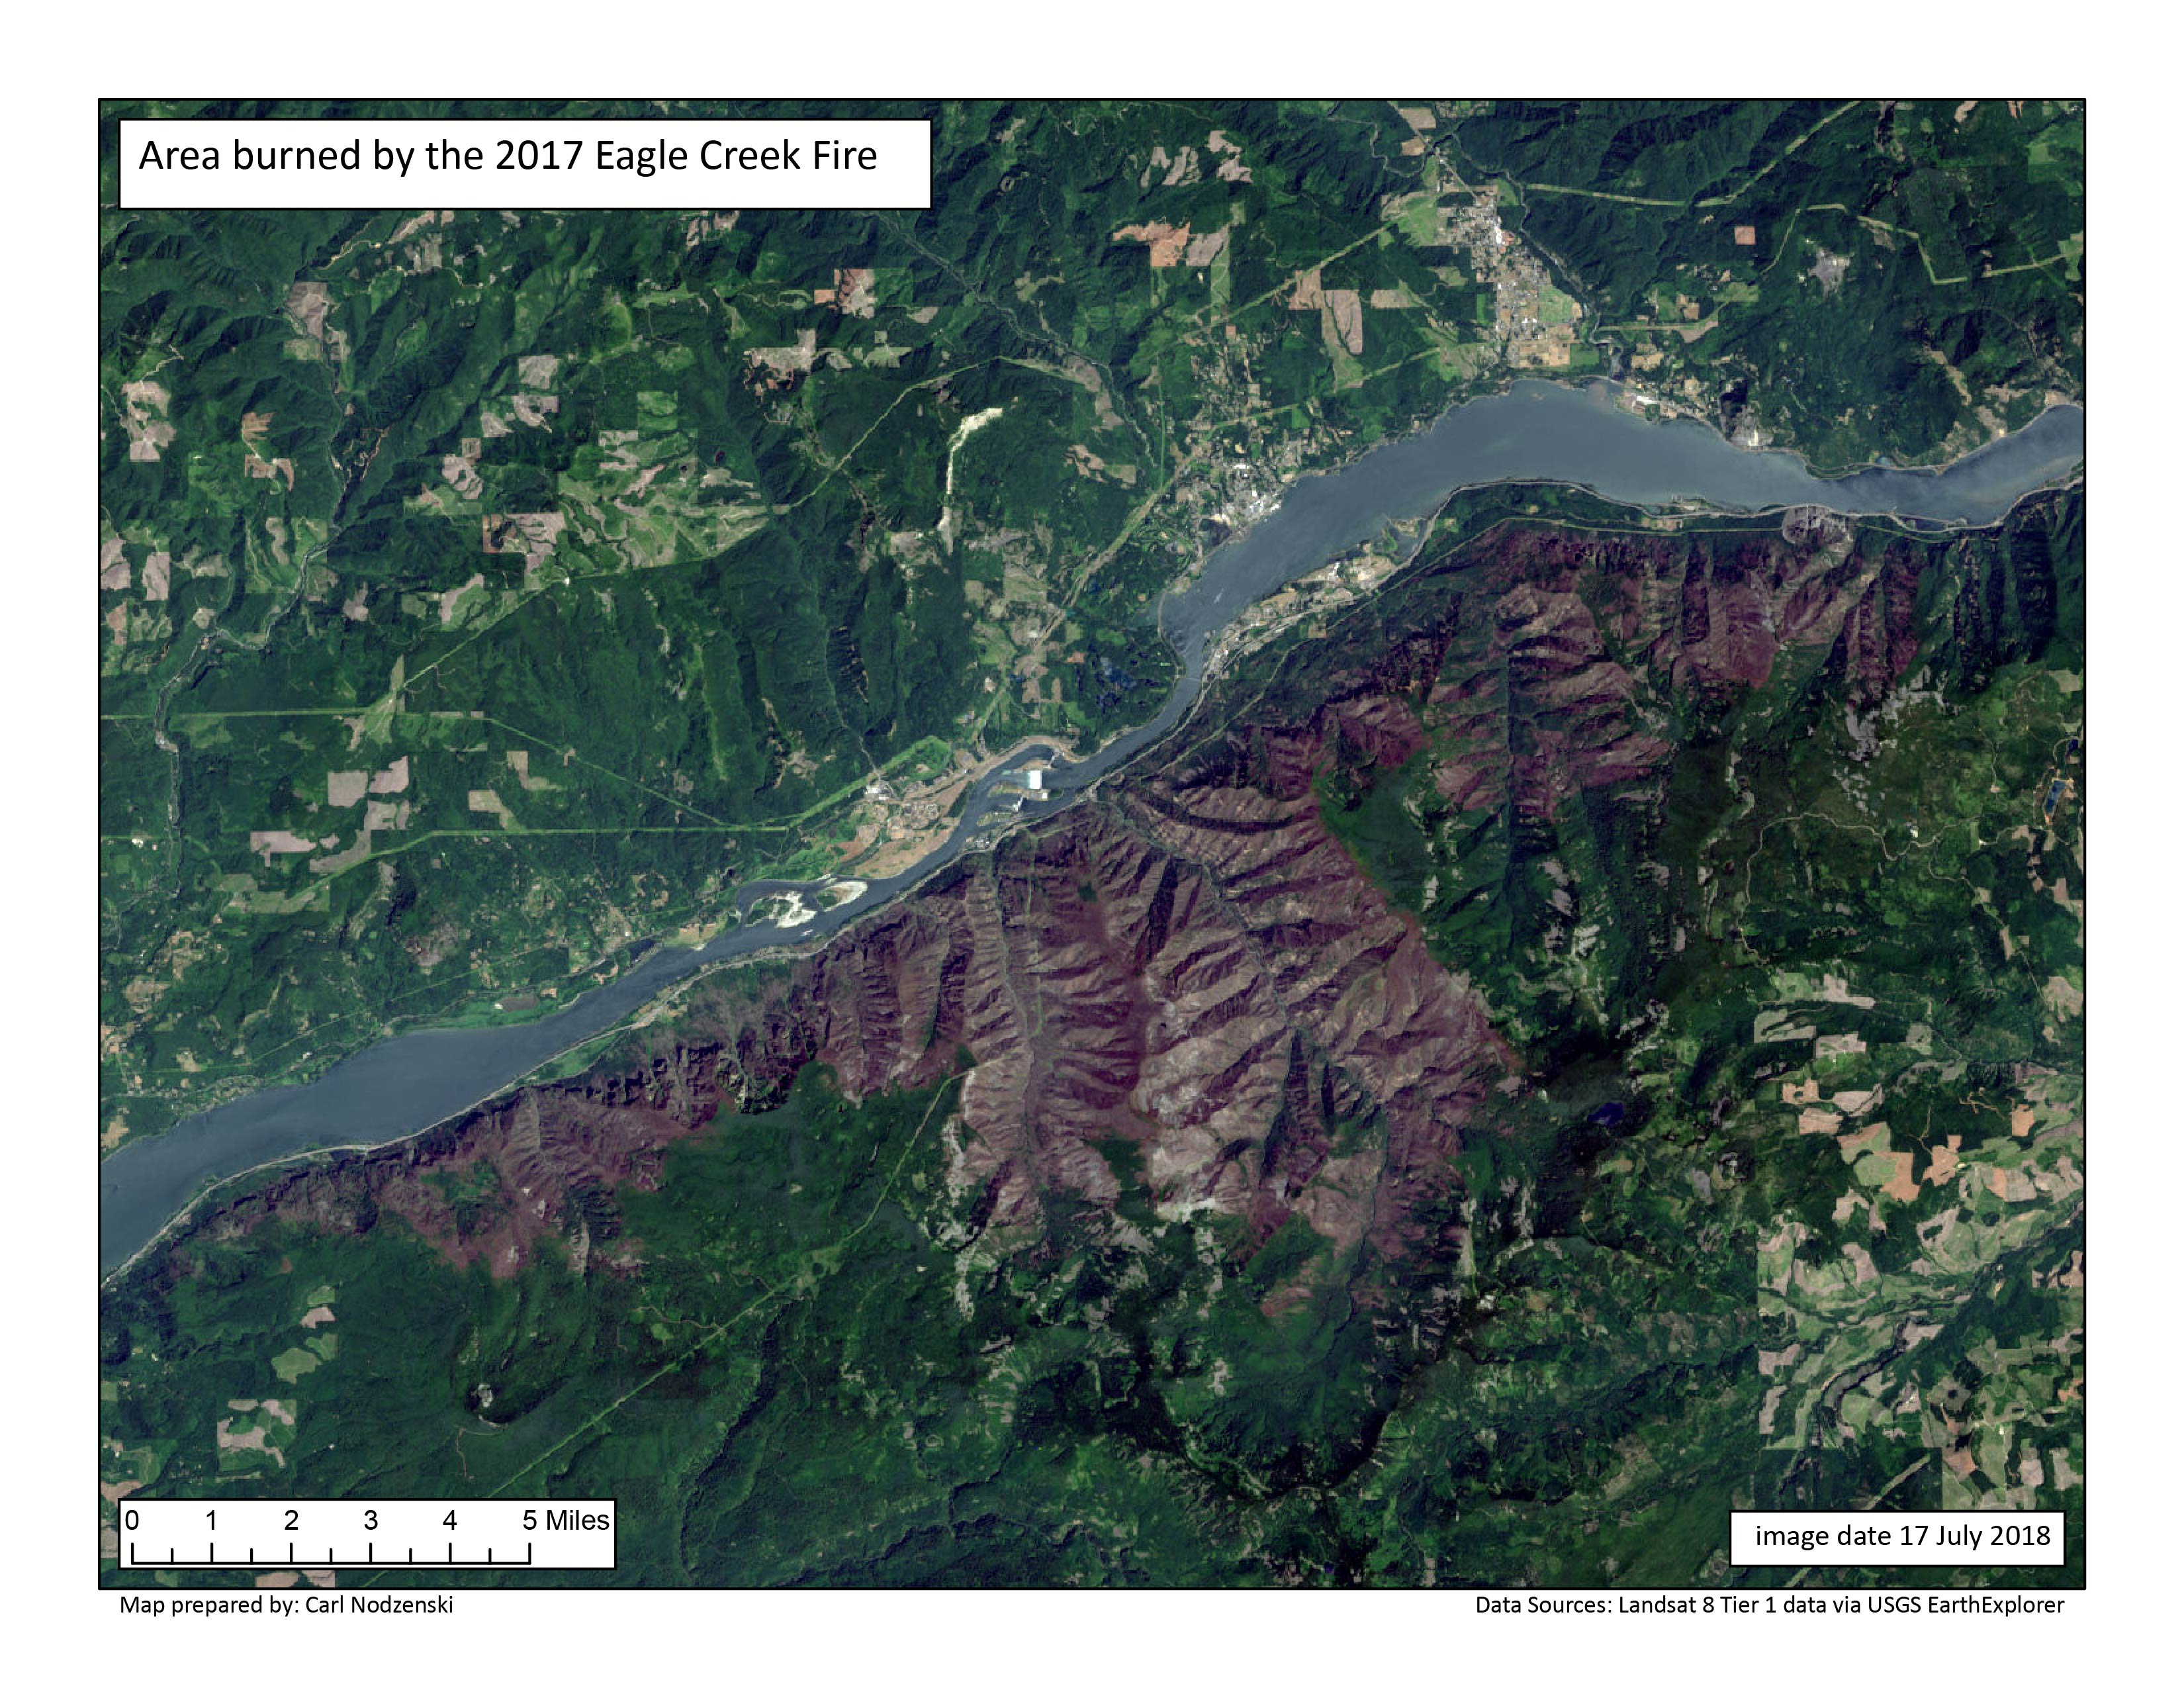 Area burned by the 2017 Eagle Creek Fire
0 1 2 3 4 5 Miles
image date 17 July 2018
Map prepared by: Carl Nodzenski
Data Sources: Landsat 8 Tier 1 data via USGS EarthExplorer